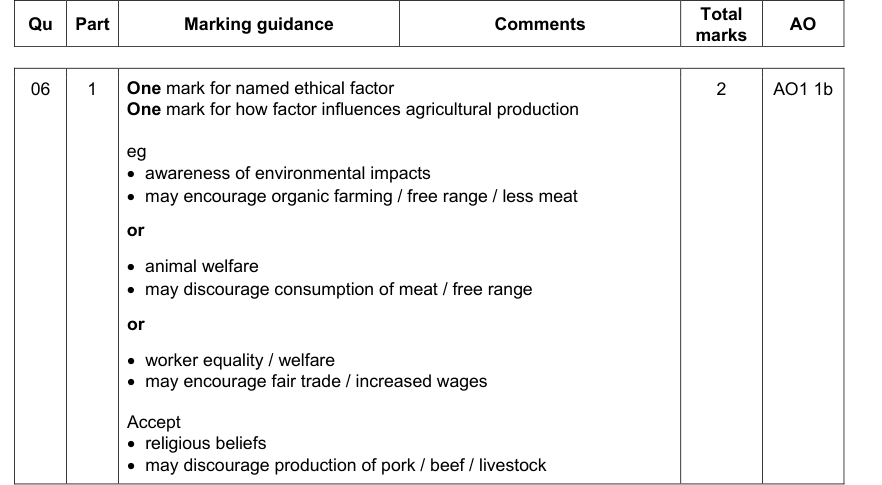 Qu Part Marking guidance Comments Total marks AO
06 1 One mark for named ethical factor 2 AO1 1b
One mark for how factor influences agricultural production
eg
• awareness of environmental impacts
• may encourage organic farming / free range / less meat
or
• animal welfare
• may discourage consumption of meat / free range
or
• worker equality / welfare
• may encourage fair trade / increased wages
Accept
• religious beliefs
• may discourage production of pork / beef / livestock